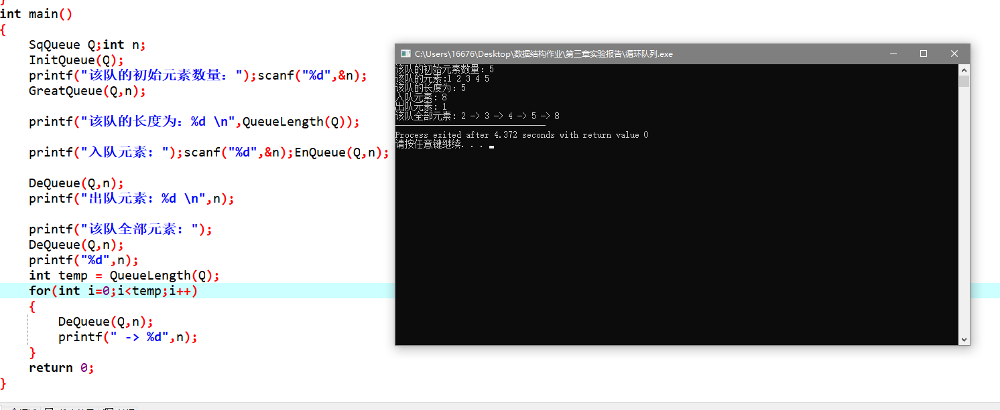 }
int main()
{
SqQueue Q;int n;
InitQueue(Q);
printf("该队的初始元素数量: ");scanf("%d",&n);
GreatQueue(Q,n);
printf("该队的长度为: %d \n",QueueLength(Q));
printf("入队元素: ");scanf("%d",&n);EnQueue(Q,n);
DeQueue(Q,n);
printf("出队元素: %d \n",n);
printf("该队全部元素: ");
DeQueue(Q,n);
printf("%d",n);
int temp = QueueLength(Q);
for(int i=0;i<temp;i++)
{
DeQueue(Q,n);
printf(" -> %d",n);
}
return 0;
}
C:\Users\16676\Desktop\数据结构作业\第三章实验报告\循环队列.exe
该队的初始元素数量: 5
该队的元素:1 2 3 4 5
该队的长度为: 5
入队元素: 8
出队元素: 1
该队全部元素: 2 -> 3 -> 4 -> 5 -> 8
Process exited after 4.372 seconds with return value 0
请按任意键继续. . .